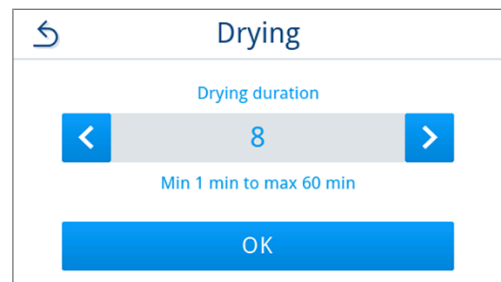 Drying
Drying duration
8
Min 1 min to max 60 min
OK